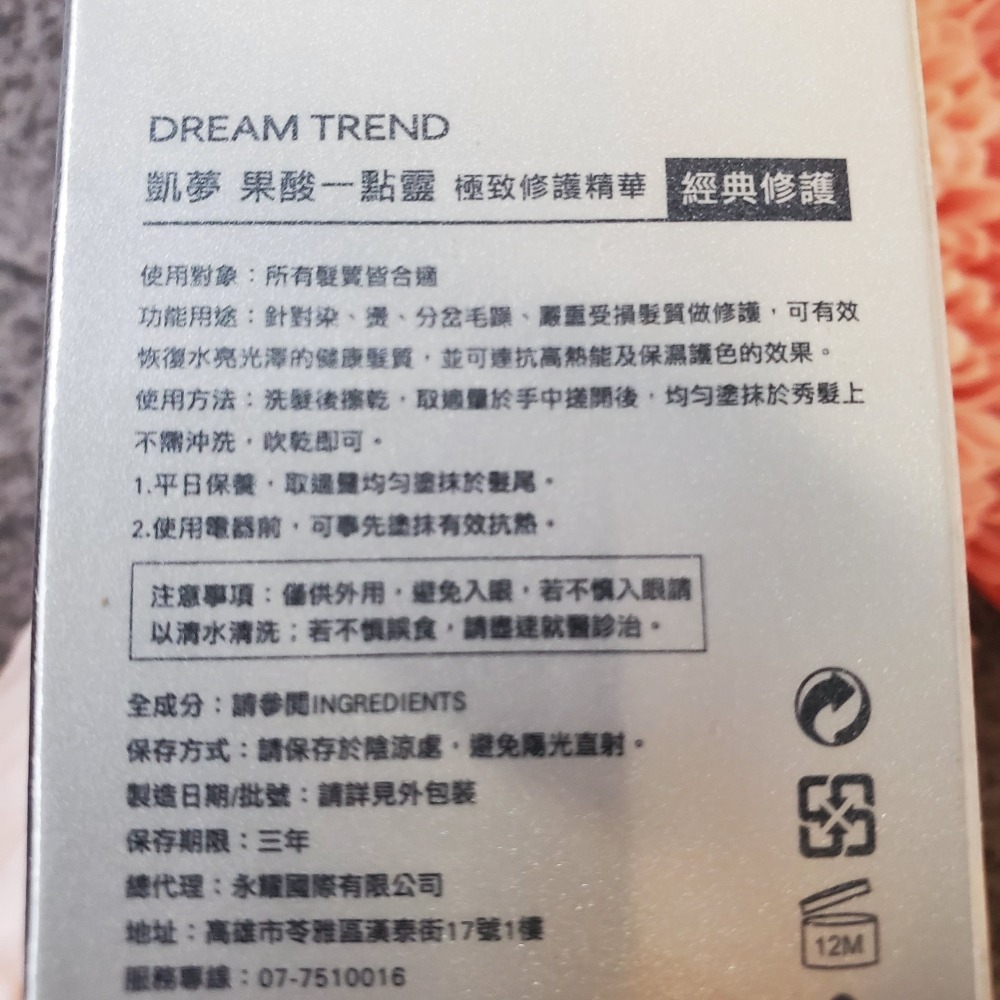 DREAM TREND
凱夢 果酸一點靈 極致修護精華 經典修護
使用對象：所有髮質皆合適
功能用途：針對染、燙、分岔毛躁、嚴重受損髮質做修護，可有效
恢復水亮光澤的健康髮質，並可達抗高熱能及保濕護色的效果。
使用方法：洗髮後擦乾，取適量於手中搓開後，均勻塗抹於秀髮上
不需沖洗，吹乾即可。
1.平日保養，取適量均勻塗抹於髮尾。
2.使用電器前，可事先塗抹有效抗熱。
注意事項：僅供外用，避免入眼，若不慎入眼請
以清水清洗；若不慎誤食，請盡速就醫診治。
全成分：請參閱INGREDIENTS
保存方式：請保存於陰涼處，避免陽光直射。
製造日期/批號：請詳見外包裝
保存期限：三年
總代理：永耀國際有限公司
地址：高雄市苓雅區漢泰街17號1樓
服務專線：07-7510016
12M